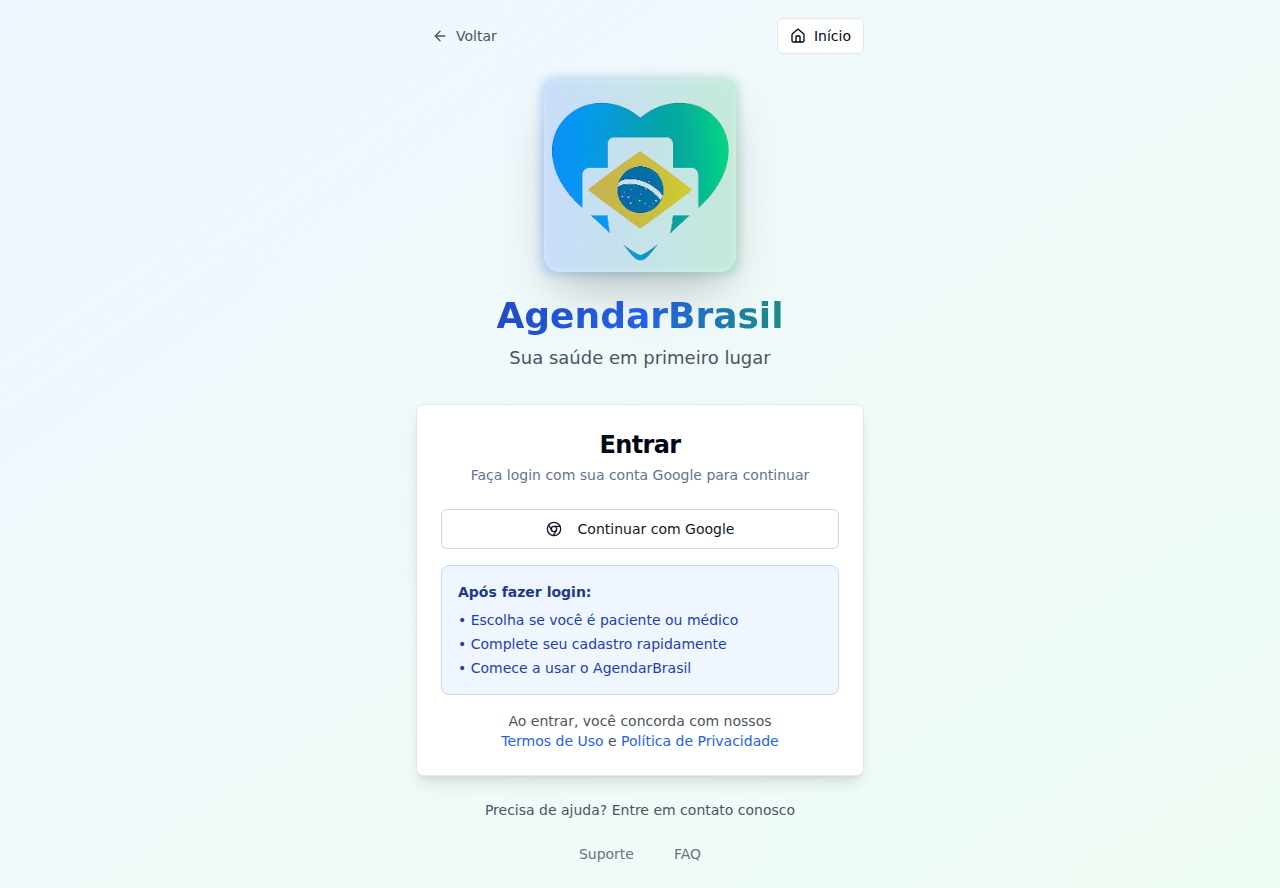 Voltar
Início
AgendarBrasil
Sua saúde em primeiro lugar
Entrar
Faça login com sua conta Google para continuar
Continuar com Google
Após fazer login:
• Escolha se você é paciente ou médico
• Complete seu cadastro rapidamente
• Comece a usar o AgendarBrasil
Ao entrar, você concorda com nossos
Termos de Uso e Política de Privacidade
Precisa de ajuda? Entre em contato conosco
Suporte
FAQ